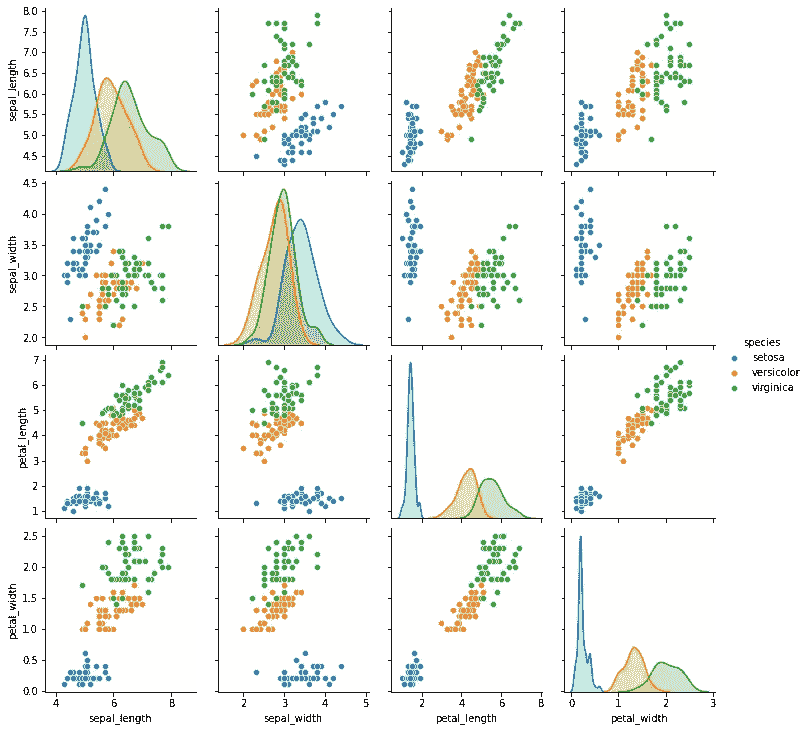 8.0
7.5
7.0
6.5
6.0
5.5
5.0
4.5
sepal_length
4.5
4.0
3.5
3.0
2.5
2.0
sepal_width
species
setosa
versicolor
virginica
7
6
5
4
3
2
1
petal_length
2.5
2.0
1.5
1.0
0.5
0.0
petal_width
4 6 8
sepal_length
2 3 4 5
sepal_width
2 4 6 8
petal_length
0 1 2 3
petal_width